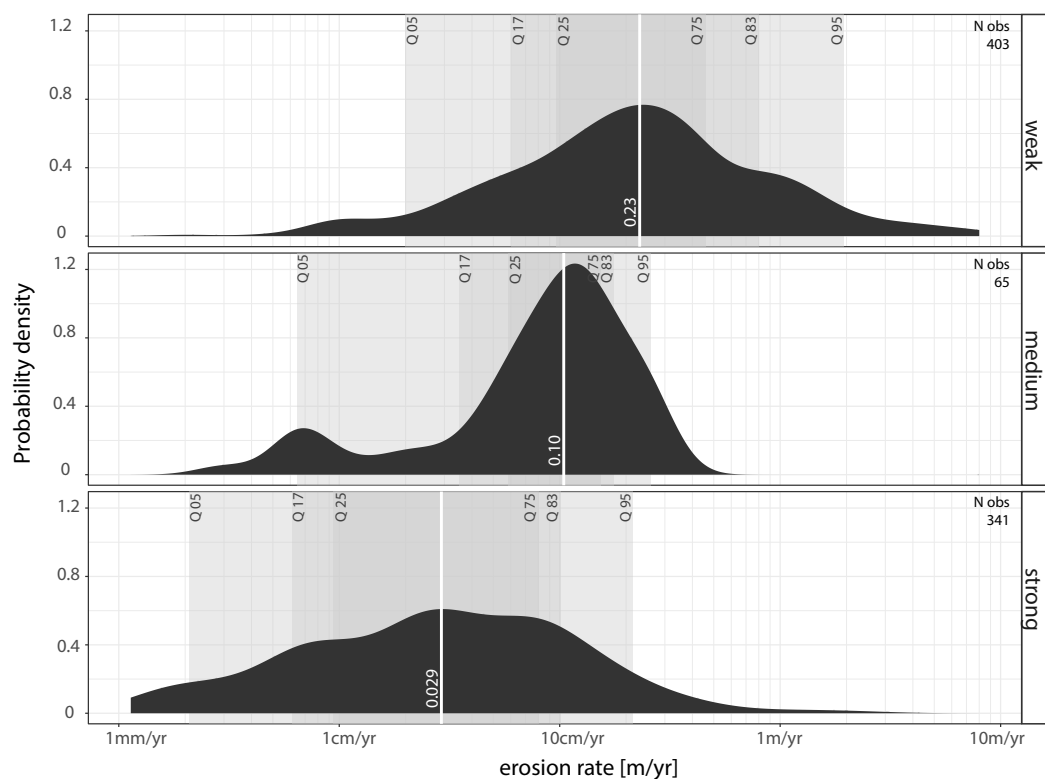 Probability density
1.2
0.8
0.4
0
Q 05
Q 17
Q 25
Q 75
Q 83
Q 95
N obs
403
0.23
weak
1.2
0.8
0.4
0
Q 05
Q 17
Q 25
Q 75
Q 83
Q 95
N obs
65
0.10
medium
1.2
0.8
0.4
0
Q 05
Q 17
Q 25
Q 75
Q 83
Q 95
N obs
341
0.029
strong
1mm/yr
1cm/yr
10cm/yr
1m/yr
10m/yr
erosion rate [m/yr]